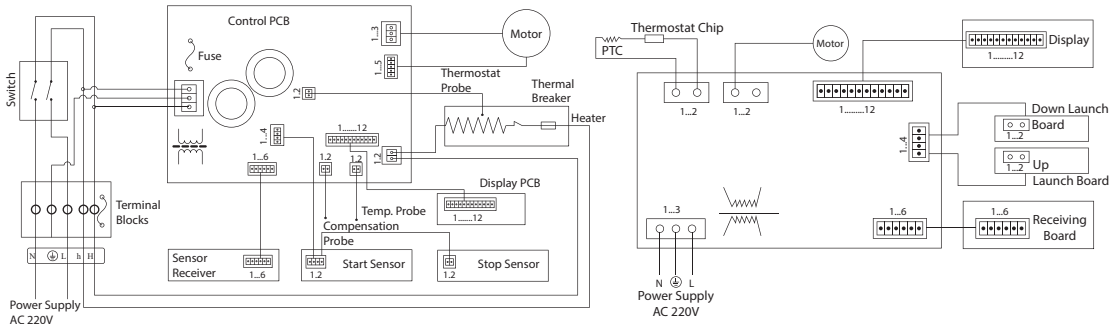 Control PCB
Fuse
1...3
1...5
Motor
Switch
1.2
Thermostat
Probe
Thermal
Breaker
Heater
1...4
1........12
1...6
1.2
1.2
1.2
Terminal
Blocks
Display PCB
1........12
Temp. Probe
Compensation
Probe
N L h H
Sensor
Receiver
1...6
1.2
Start Sensor
1.2
Stop Sensor
Power Supply
AC 220V
Thermostat Chip
PTC
Motor
Display
1.........12
1...2
1...2
1.........12
1...4
Down Launch
Board
1...2
Up
1...2
Launch Board
1...3
1...6
1...6
Receiving
Board
N L
Power Supply
AC 220V